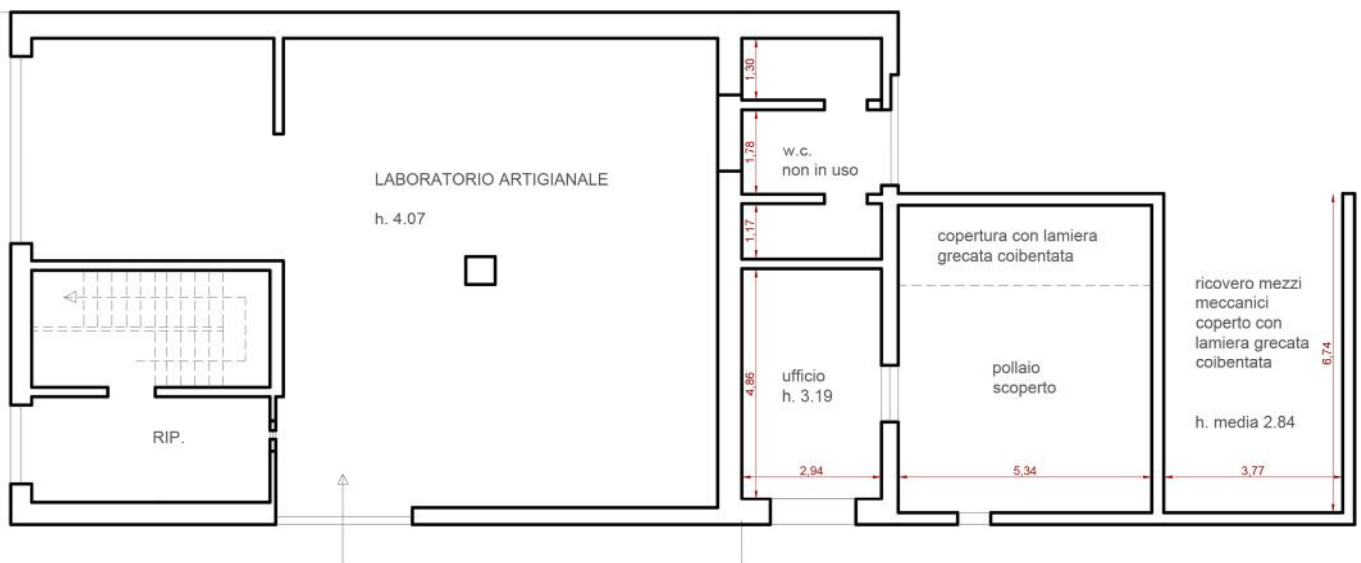 1,30
LABORATORIO ARTIGIANALE
h. 4.07
1,78
w.c.
non in uso
1,17
copertura con lamiera
grecata coibentata
ricovero mezzi
meccanici
coperto con
lamiera grecata
coibentata
6,74
h. media 2.84
ufficio
h. 3.19
4,86
pollaio
scoperto
RIP.
2,94
5,34
3,77